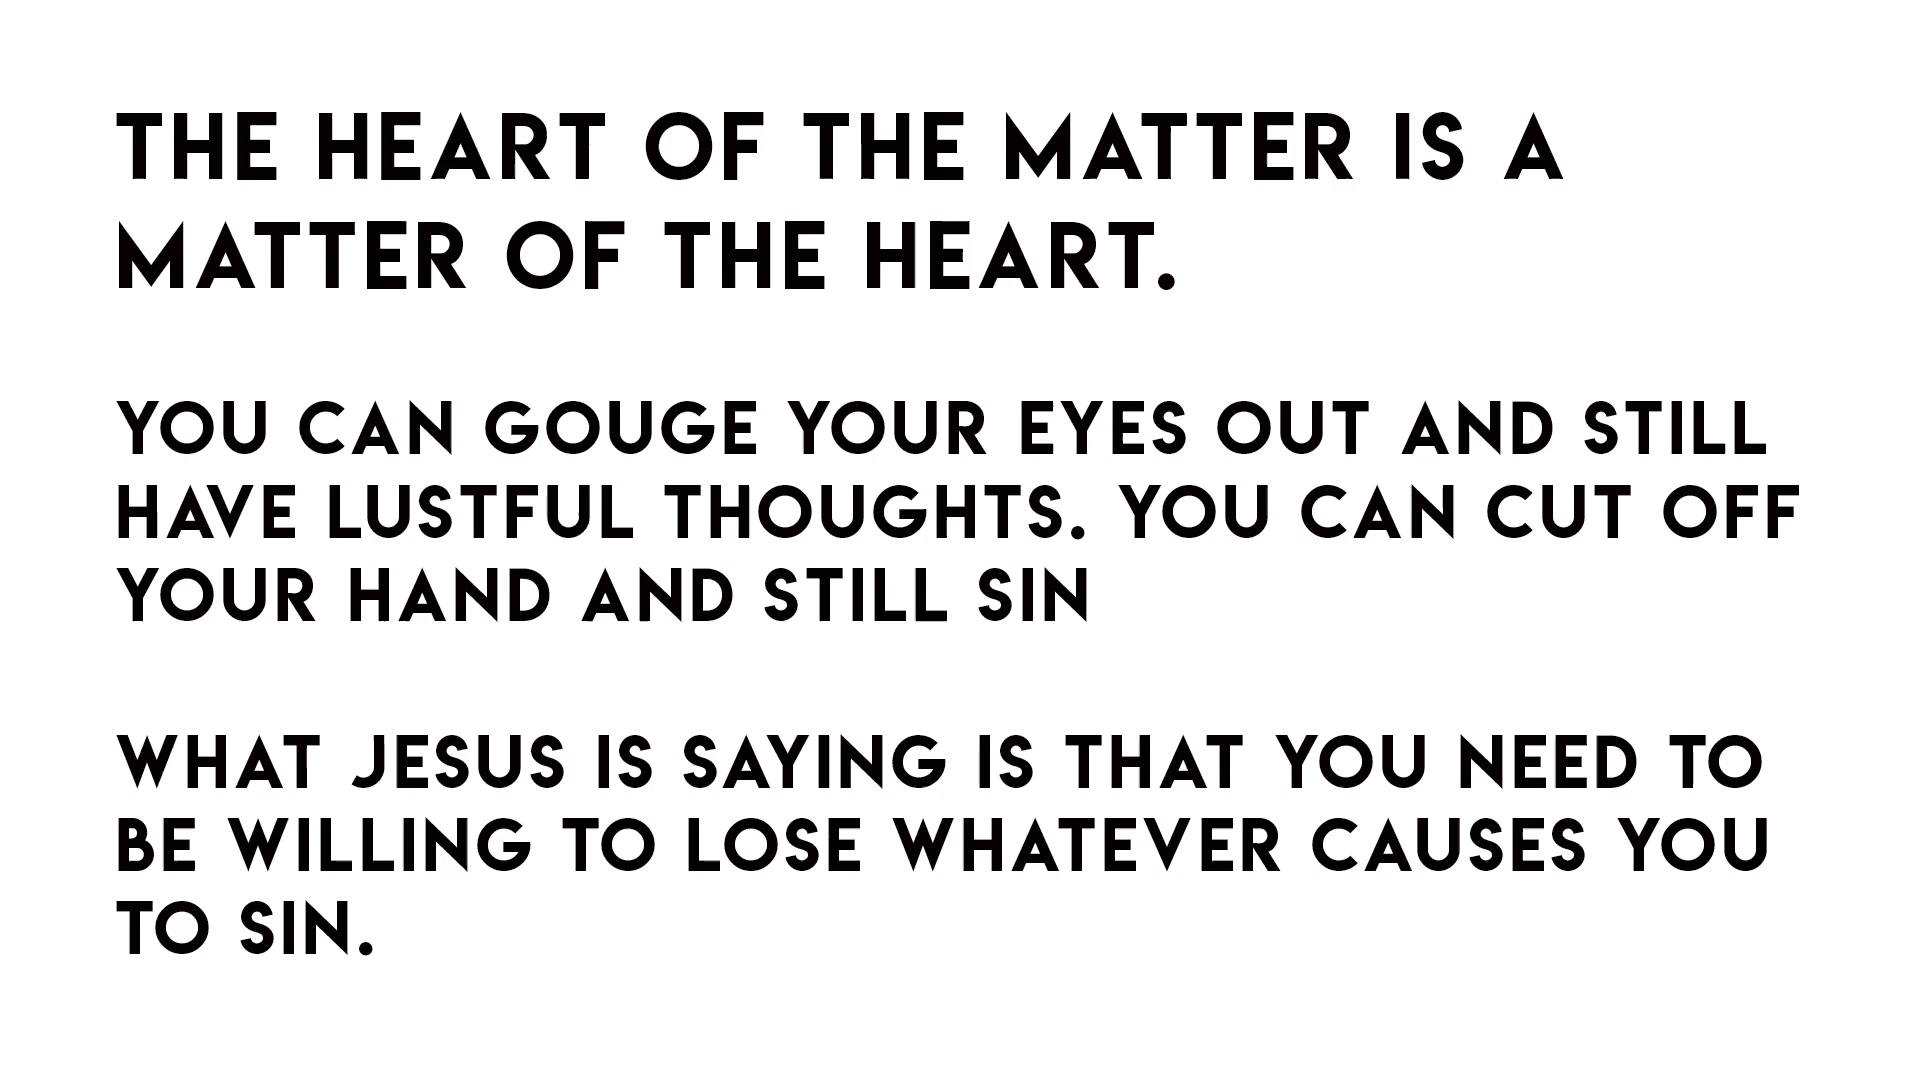 THE HEART OF THE MATTER IS A
MATTER OF THE HEART.
YOU CAN GOUGE YOUR EYES OUT AND STILL
HAVE LUSTFUL THOUGHTS. YOU CAN CUT OFF
YOUR HAND AND STILL SIN
WHAT JESUS IS SAYING IS THAT YOU NEED TO
BE WILLING TO LOSE WHATEVER CAUSES YOU
TO SIN.